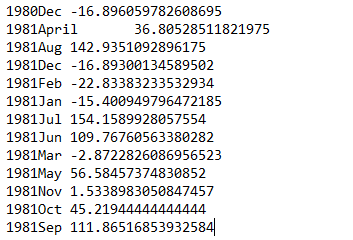 1980Dec -16.896059782608695
1981April	36.80528511821975
1981Aug 142.9351092896175
1981Dec -16.89300134589502
1981Feb -22.83383233532934
1981Jan -15.400949796472185
1981Jul 154.1589928057554
1981Jun 109.76760563380282
1981Mar -2.8722826086956523
1981May 56.58457374830852
1981Nov 1.5338983050847457
1981Oct 45.21944444444444
1981Sep 111.86516853932584